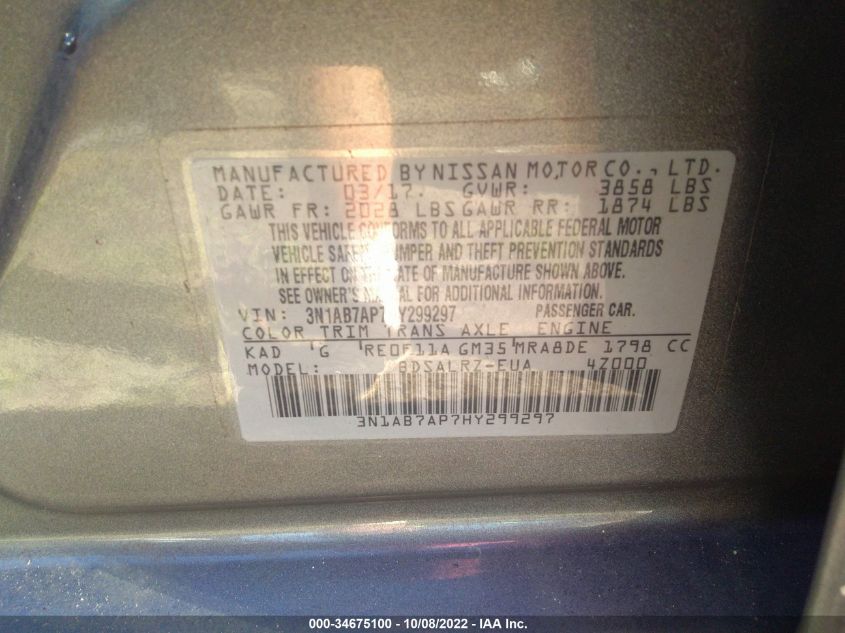 MANUFACTURED BY NISSAN MOTOR CO., LTD.
DATE: 03/17. GVWR: 3858 LBS
GAWR FR: 2028 LBS GAWR RR: 1874 LBS
THIS VEHICLE CONFORMS TO ALL APPLICABLE FEDERAL MOTOR
VEHICLE SAFETY, BUMPER AND THEFT PREVENTION STANDARDS
IN EFFECT ON THE DATE OF MANUFACTURE SHOWN ABOVE.
SEE OWNER'S MANUAL FOR ADDITIONAL INFORMATION.
VIN: 3N1AB7AP7HY299297 PASSENGER CAR.
COLOR TRIM TRANS AXLE ENGINE
KAD G RE0F11A GM35 MRA8DE 1798 CC
MODEL: BDSALRZ-EUA 4Z000
3N1AB7AP7HY299297
000-34675100 - 10/08/2022 - IAA Inc.